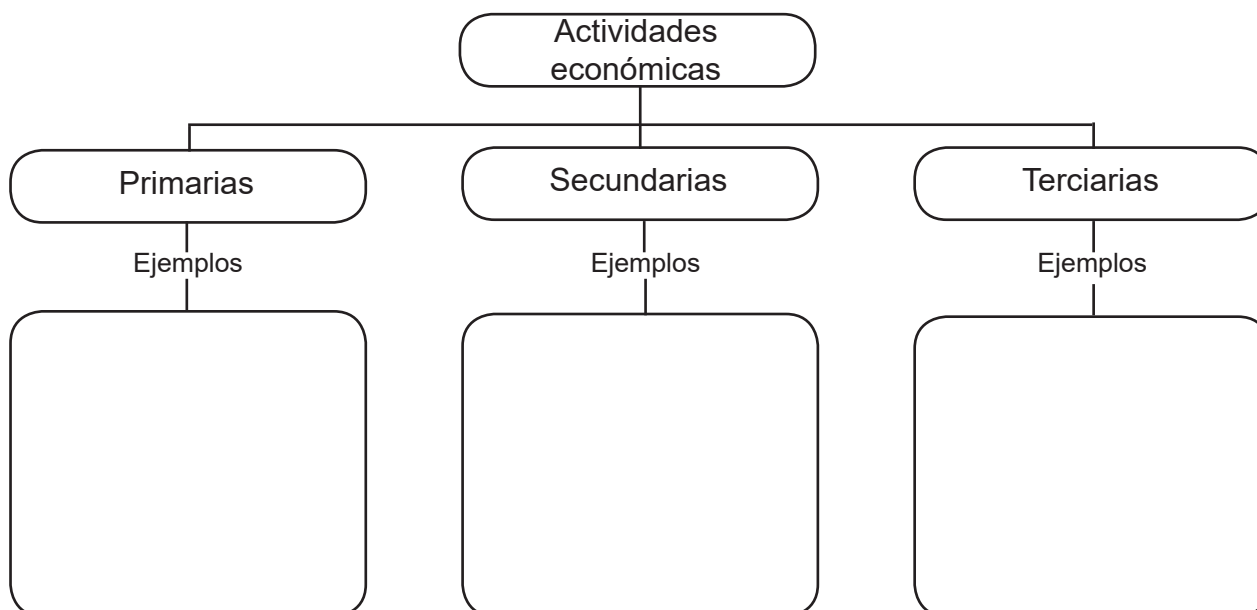 Actividades
económicas
Primarias
Secundarias
Terciarias
Ejemplos
Ejemplos
Ejemplos